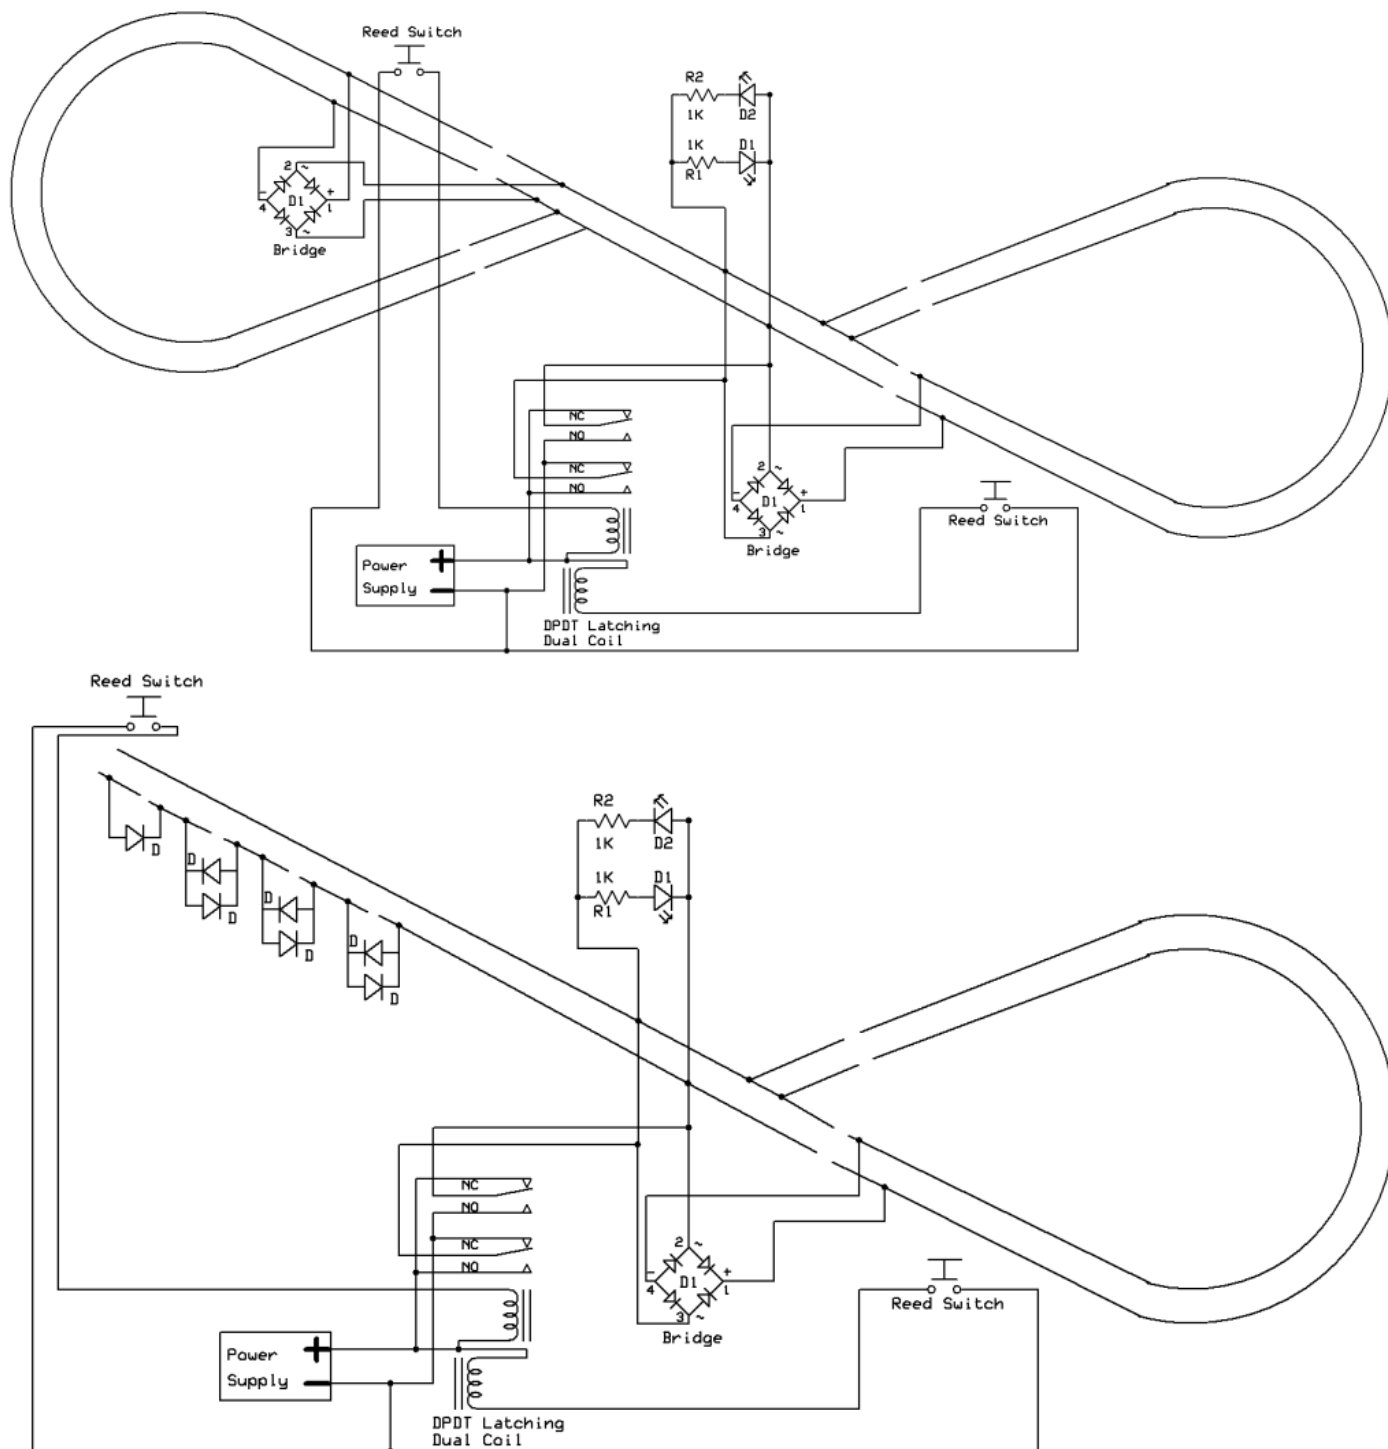 Reed Switch
R2
1K
D2
1K
D1
R1
2
~
-
+
4
D1
1
3
~
Bridge
NC
NO
NC
NO
2
~
-
+
4
D1
1
3
~
Bridge
Reed Switch
Power
Supply
+
-
DPDT Latching
Dual Coil
Reed Switch
D
D
D
D
D
D
D
R2
1K
D2
1K
D1
R1
NC
NO
NC
NO
2
~
-
+
4
D1
1
3
~
Bridge
Reed Switch
Power
Supply
+
-
DPDT Latching
Dual Coil